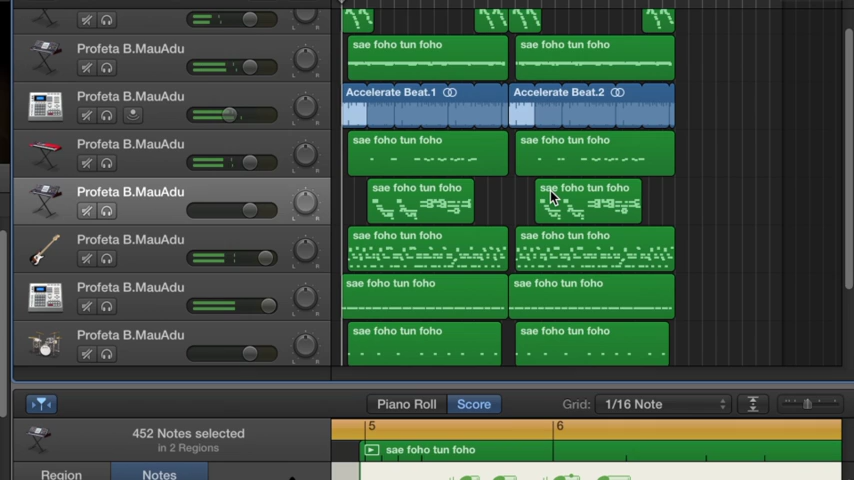 Profeta B.MauAdu
sae foho tun foho
sae foho tun foho
Profeta B.MauAdu
Accelerate Beat.1
Accelerate Beat.2
Profeta B.MauAdu
sae foho tun foho
sae foho tun foho
Profeta B.MauAdu
sae foho tun foho
sae foho tun foho
Profeta B.MauAdu
sae foho tun foho
sae foho tun foho
Profeta B.MauAdu
sae foho tun foho
sae foho tun foho
Profeta B.MauAdu
sae foho tun foho
sae foho tun foho
Piano Roll
Score
Grid:
1/16 Note
452 Notes selected
in 2 Regions
5
6
sae foho tun foho
Region
Notes